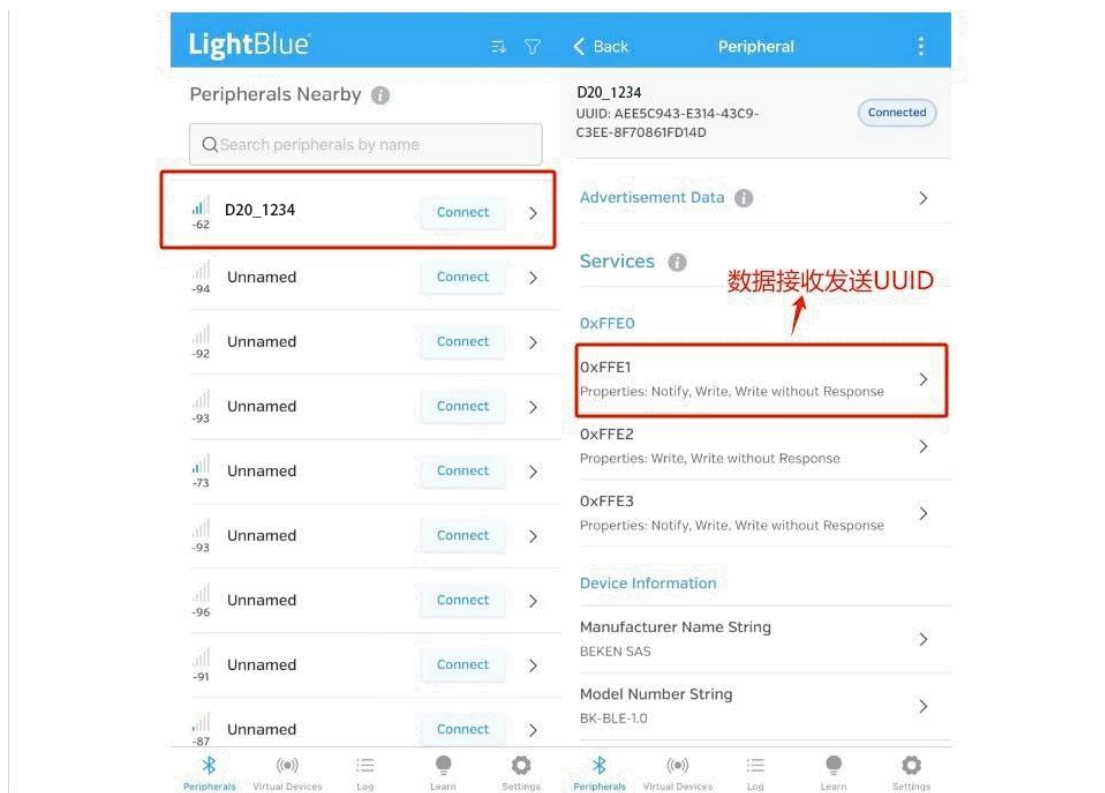 LightBlue
Peripherals Nearby
Search peripherals by name
D20_1234
Connect
-62
Unnamed
Connect
-94
Unnamed
Connect
-92
Unnamed
Connect
-93
Unnamed
Connect
-73
Unnamed
Connect
-93
Unnamed
Connect
-96
Unnamed
Connect
-91
Unnamed
Connect
-87
Peripherals
Virtual Devices
Log
Learn
Settings
Back
Peripheral
D20_1234
UUID: AEE5C943-E314-43C9-
C3EE-8F70861FD14D
Connected
Advertisement Data
Services
数据接收发送UUID
0xFFE0
0xFFE1
Properties: Notify, Write, Write without Response
0xFFE2
Properties: Write, Write without Response
0xFFE3
Properties: Notify, Write, Write without Response
Device Information
Manufacturer Name String
BEKEN SAS
Model Number String
BK-BLE-1.0
Peripherals
Virtual Devices
Log
Learn
Settings